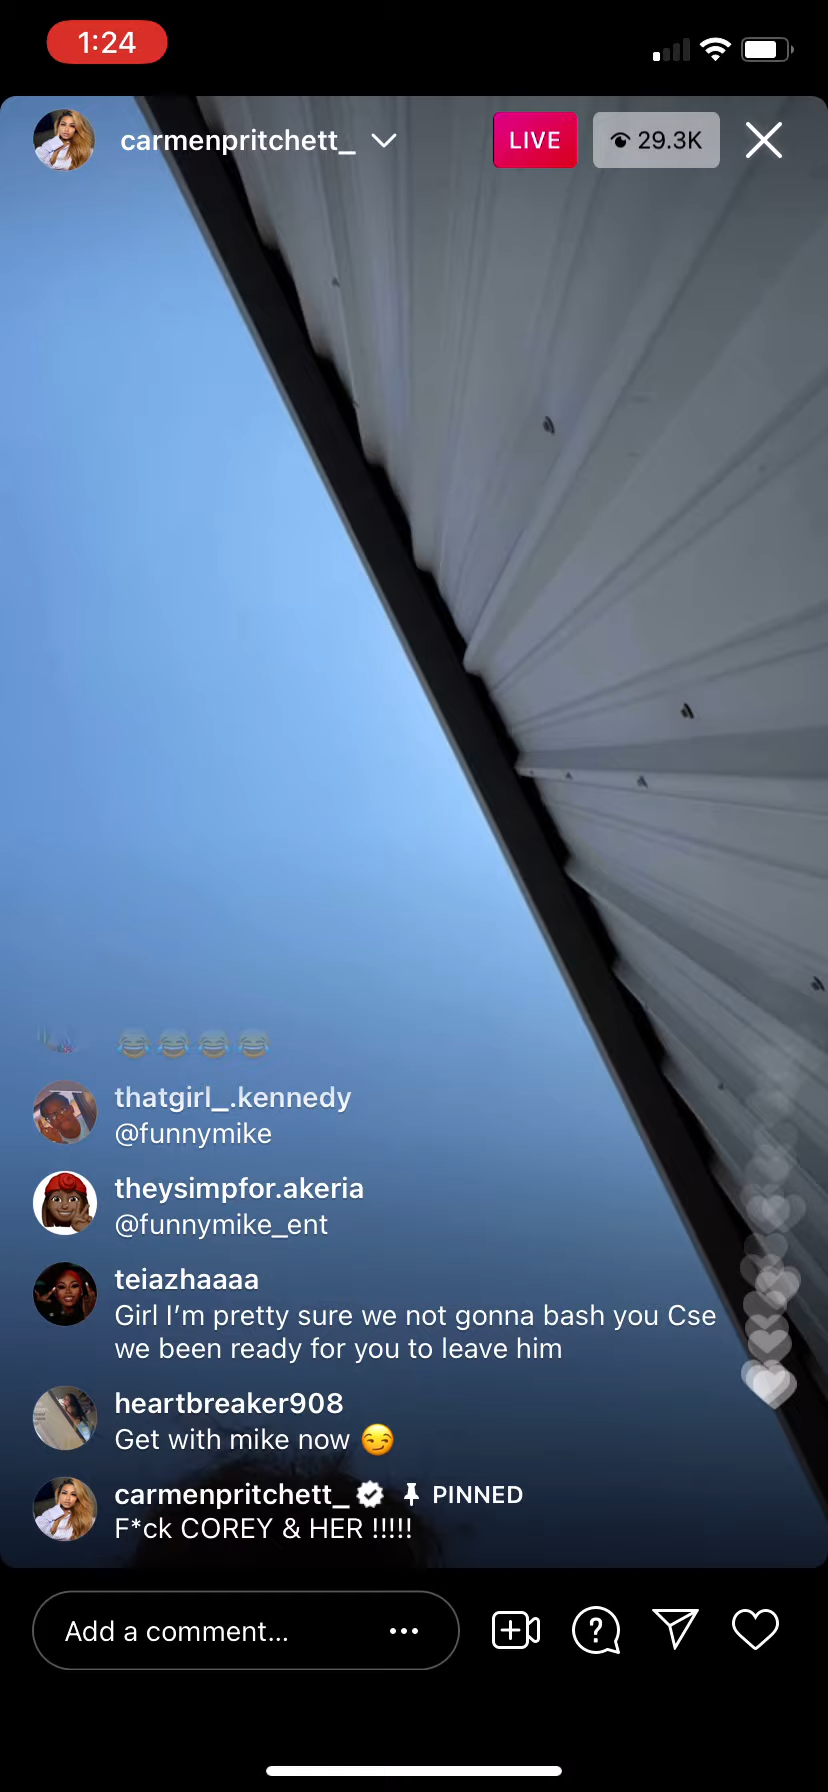 1:24
carmenpritchett_
LIVE
29.3K
😂😂😂😂
thatgirl_.kennedy
@funnymike
theysimpfor.akeria
@funnymike_ent
teiazhaaaa
Girl I'm pretty sure we not gonna bash you Cse
we been ready for you to leave him
heartbreaker908
Get with mike now 😏
carmenpritchett_ PINNED
F*ck COREY & HER !!!!!
Add a comment...